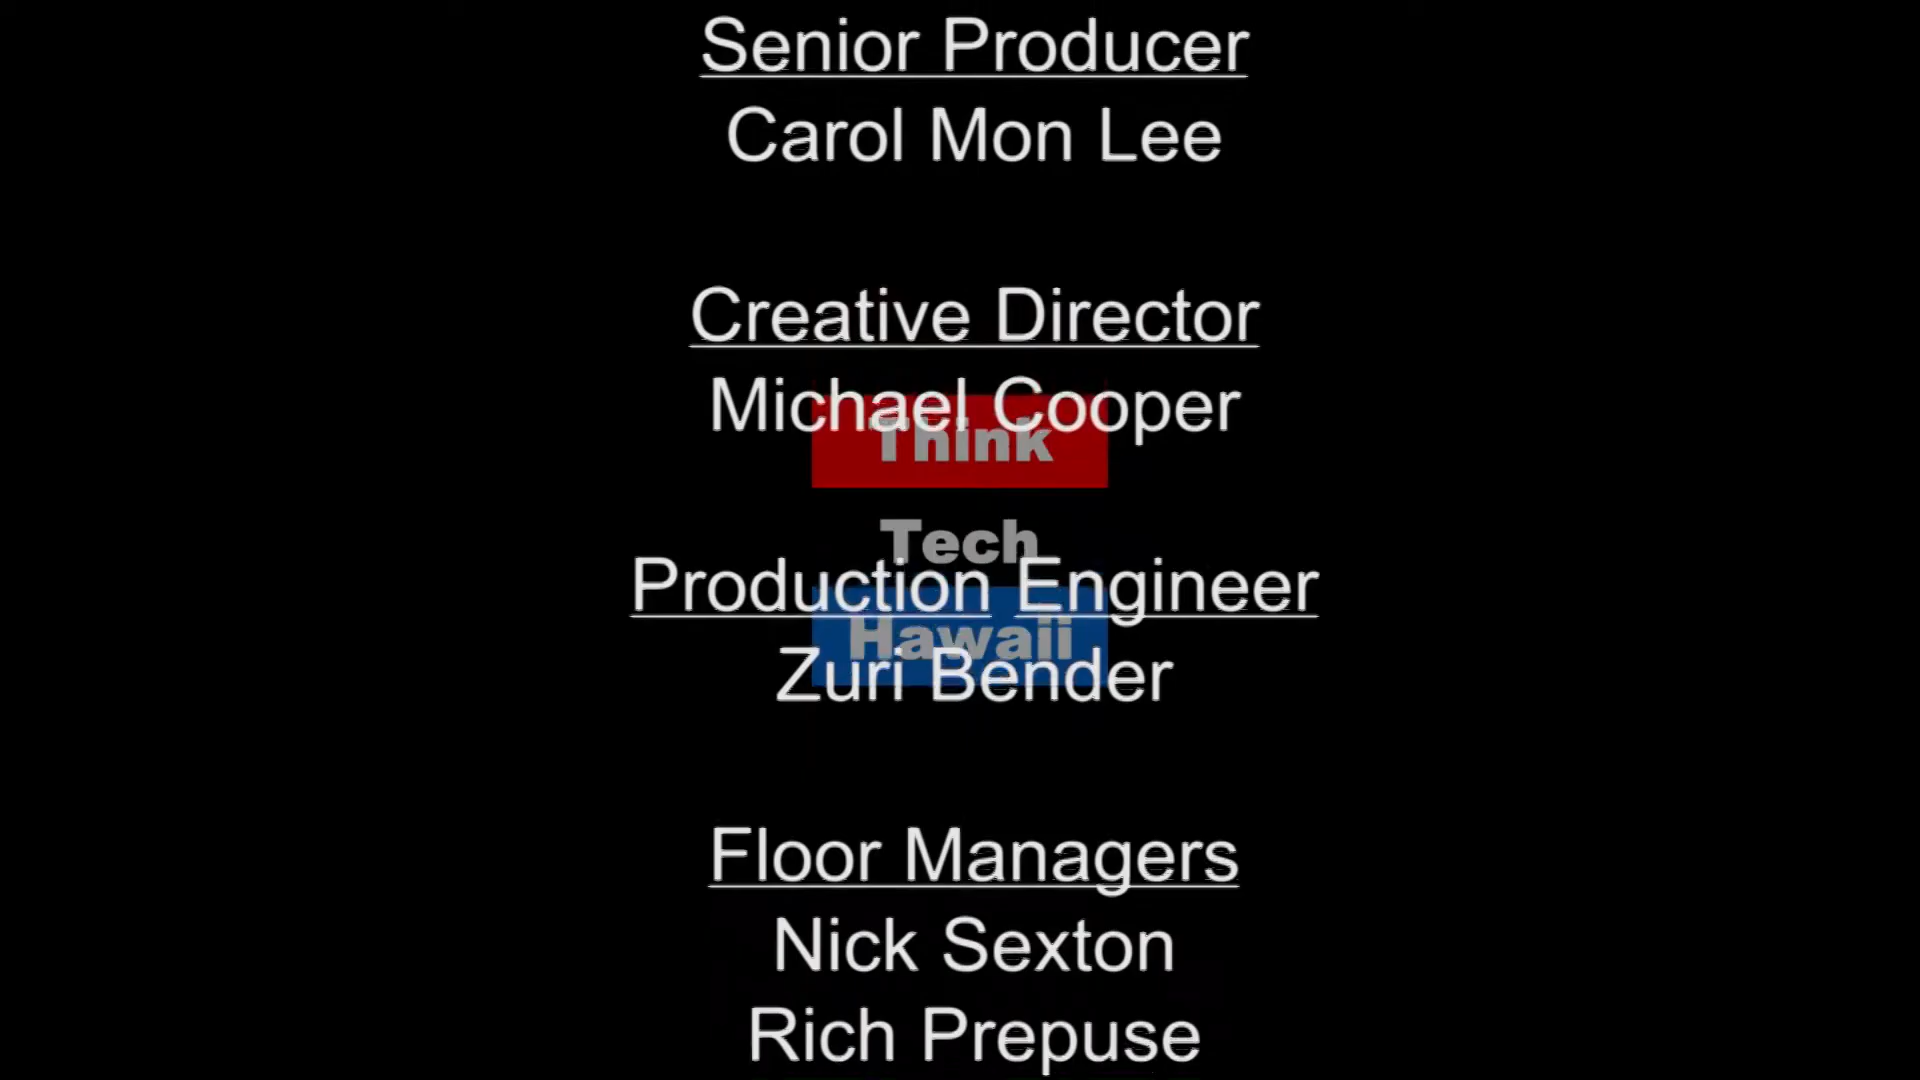 Senior Producer
Carol Mon Lee
Creative Director
Michael Cooper
Think
Tech
Production Engineer
Hawaii
Zuri Bender
Floor Managers
Nick Sexton
Rich Prepuse